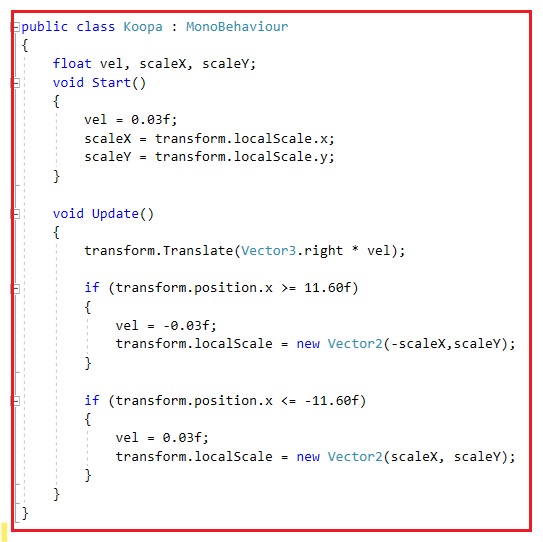 public class Koopa : MonoBehaviour
{
    float vel, scaleX, scaleY;
    void Start()
    {
        vel = 0.03f;
        scaleX = transform.localScale.x;
        scaleY = transform.localScale.y;
    }

    void Update()
    {
        transform.Translate(Vector3.right * vel);

        if (transform.position.x >= 11.60f)
        {
            vel = -0.03f;
            transform.localScale = new Vector2(-scaleX,scaleY);
        }

        if (transform.position.x <= -11.60f)
        {
            vel = 0.03f;
            transform.localScale = new Vector2(scaleX, scaleY);
        }
    }
}